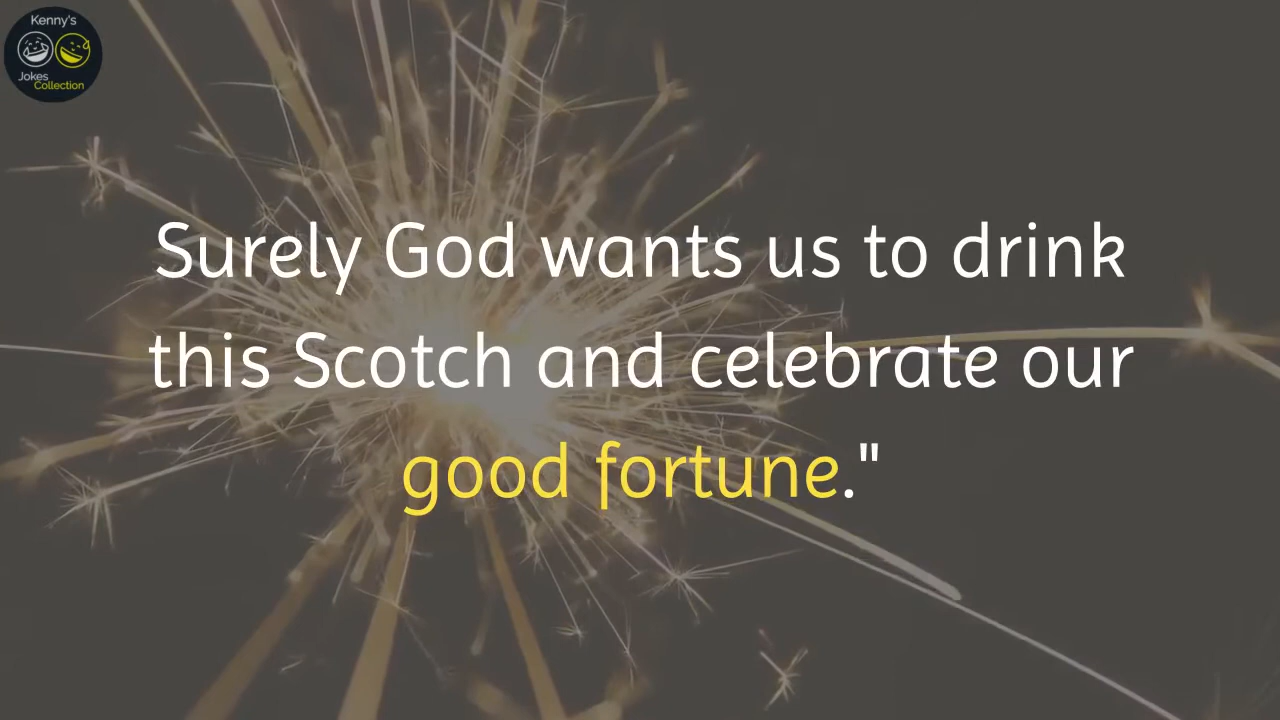 Kenny's
Jokes
Collection
Surely God wants us to drink
this Scotch and celebrate our
good fortune."